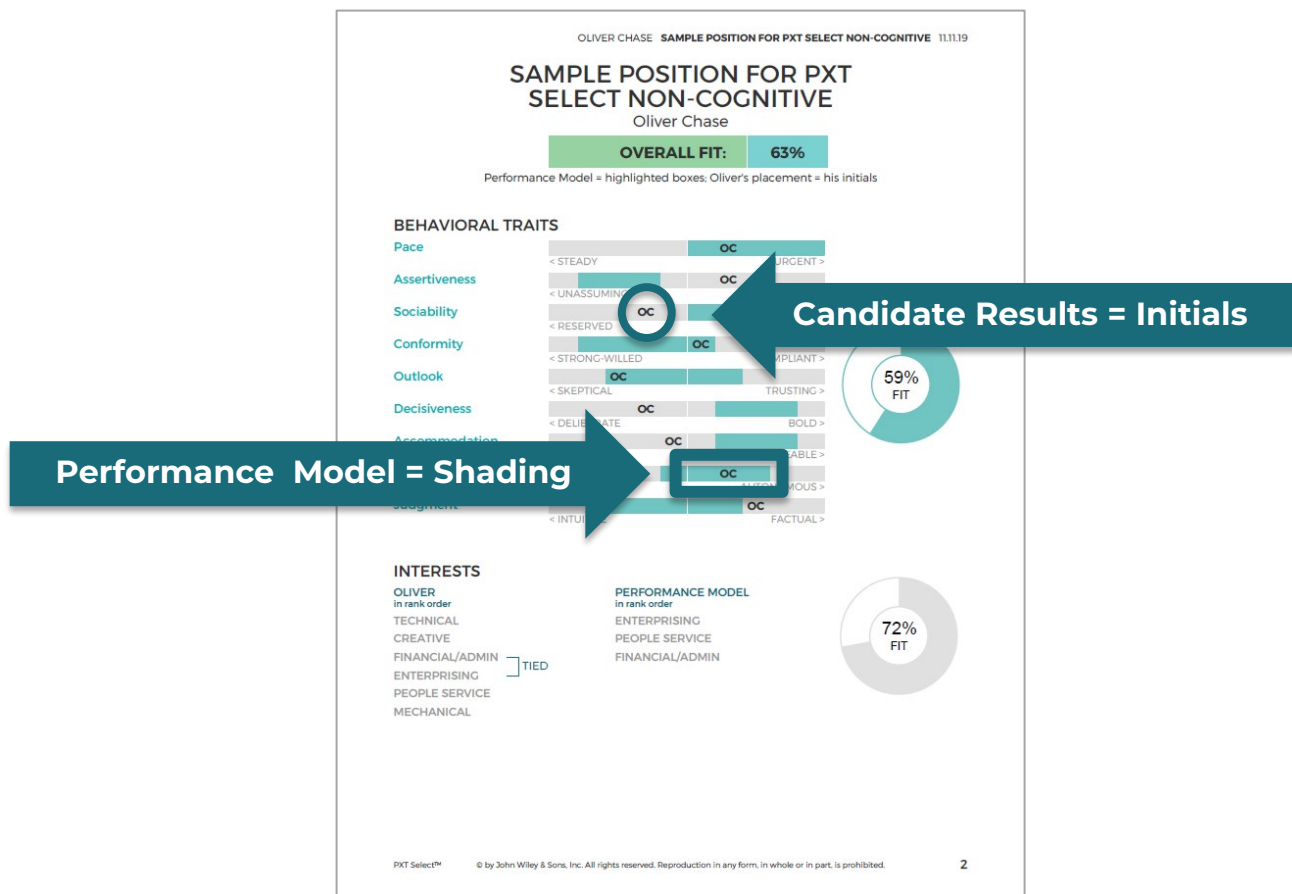 OLIVER CHASE SAMPLE POSITION FOR PXT SELECT NON-COGNITIVE 11.11.19
SAMPLE POSITION FOR PXT
SELECT NON-COGNITIVE
Oliver Chase
OVERALL FIT: 63%
Performance Model = highlighted boxes; Oliver's placement = his initials
BEHAVIORAL TRAITS
Pace OC
< STEADY URGENT >
Assertiveness OC
< UNASSUMING
Candidate Results = Initials
Sociability OC
< RESERVED
Conformity OC
< STRONG-WILLED
Outlook OC
< SKEPTICAL TRUSTING >
59%
FIT
Decisiveness OC
< BOLD >
Accommodation OC
Performance Model = Shading
OC
Judgment OC
< FACTUAL >
INTERESTS
OLIVER
in rank order
TECHNICAL
CREATIVE
FINANCIAL/ADMIN
ENTERPRISING
TIED
PEOPLE SERVICE
MECHANICAL
PERFORMANCE MODEL
in rank order
ENTERPRISING
PEOPLE SERVICE
FINANCIAL/ADMIN
72%
FIT
PXT Select™ © by John Wiley & Sons, Inc. All rights reserved. Reproduction in any form, in whole or in part, is prohibited. 2